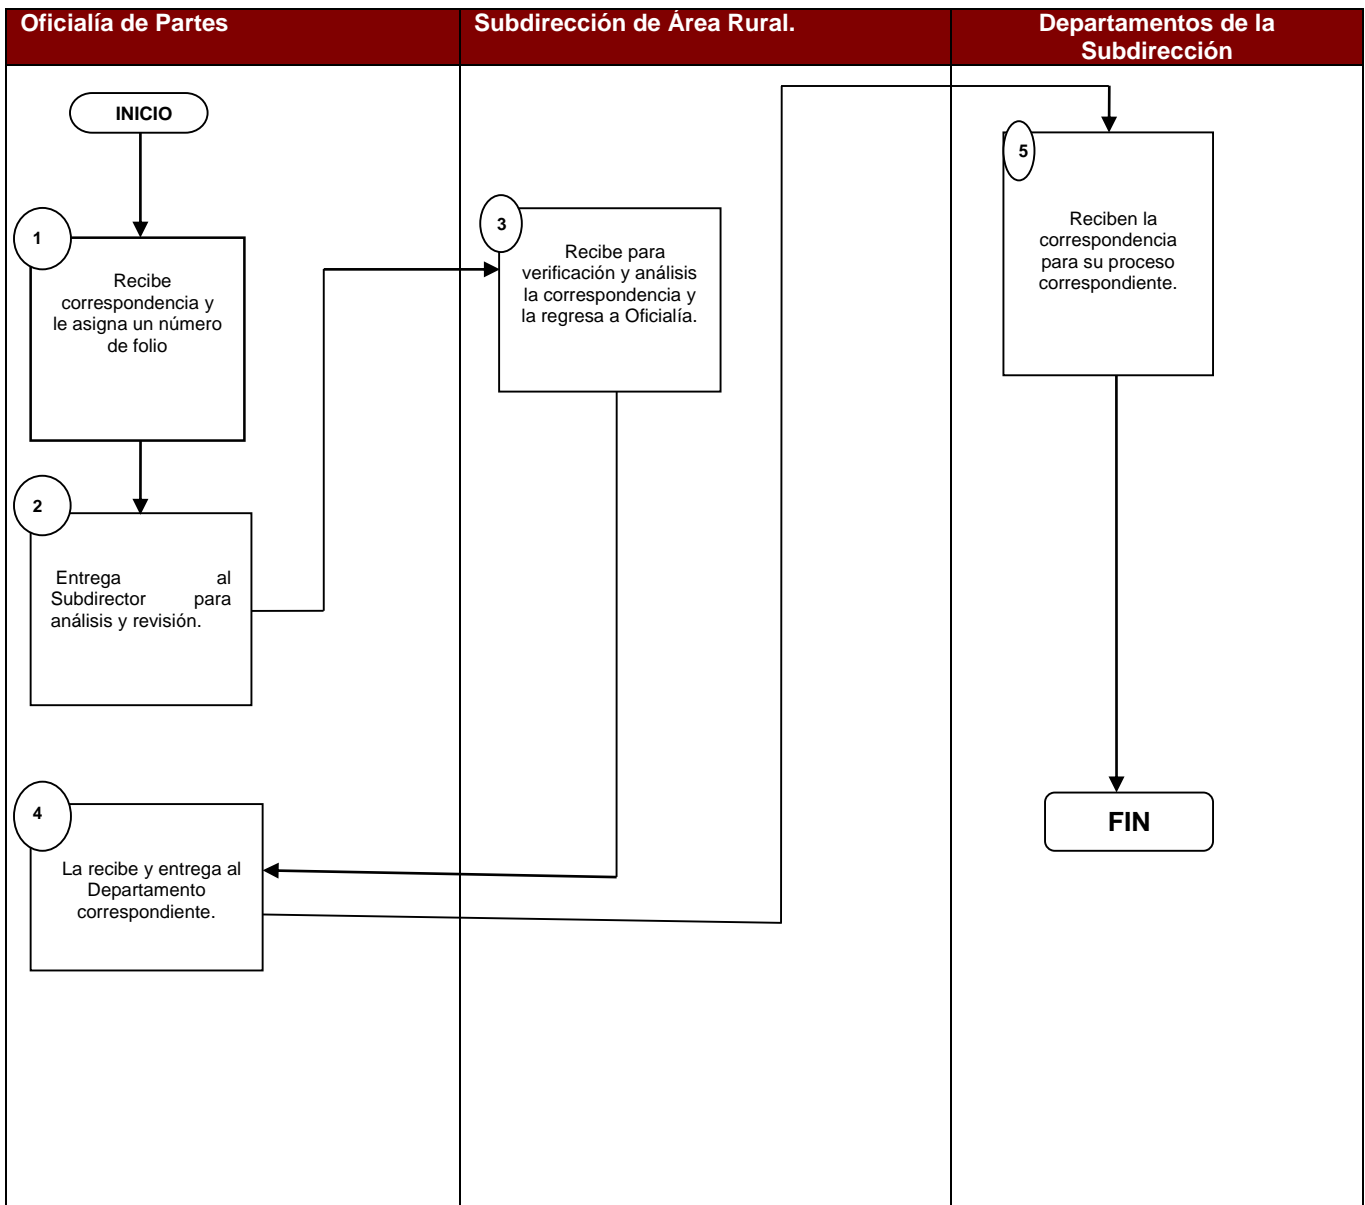 Oficialía de Partes
Subdirección de Área Rural.
Departamentos de la
Subdirección
INICIO
1
Recibe
correspondencia y
le asigna un número
de folio
2
Entrega al
Subdirector para
análisis y revisión.
3
Recibe para
verificación y análisis
la correspondencia y
la regresa a Oficialía.
4
La recibe y entrega al
Departamento
correspondiente.
5
Reciben la
correspondencia
para su proceso
correspondiente.
FIN